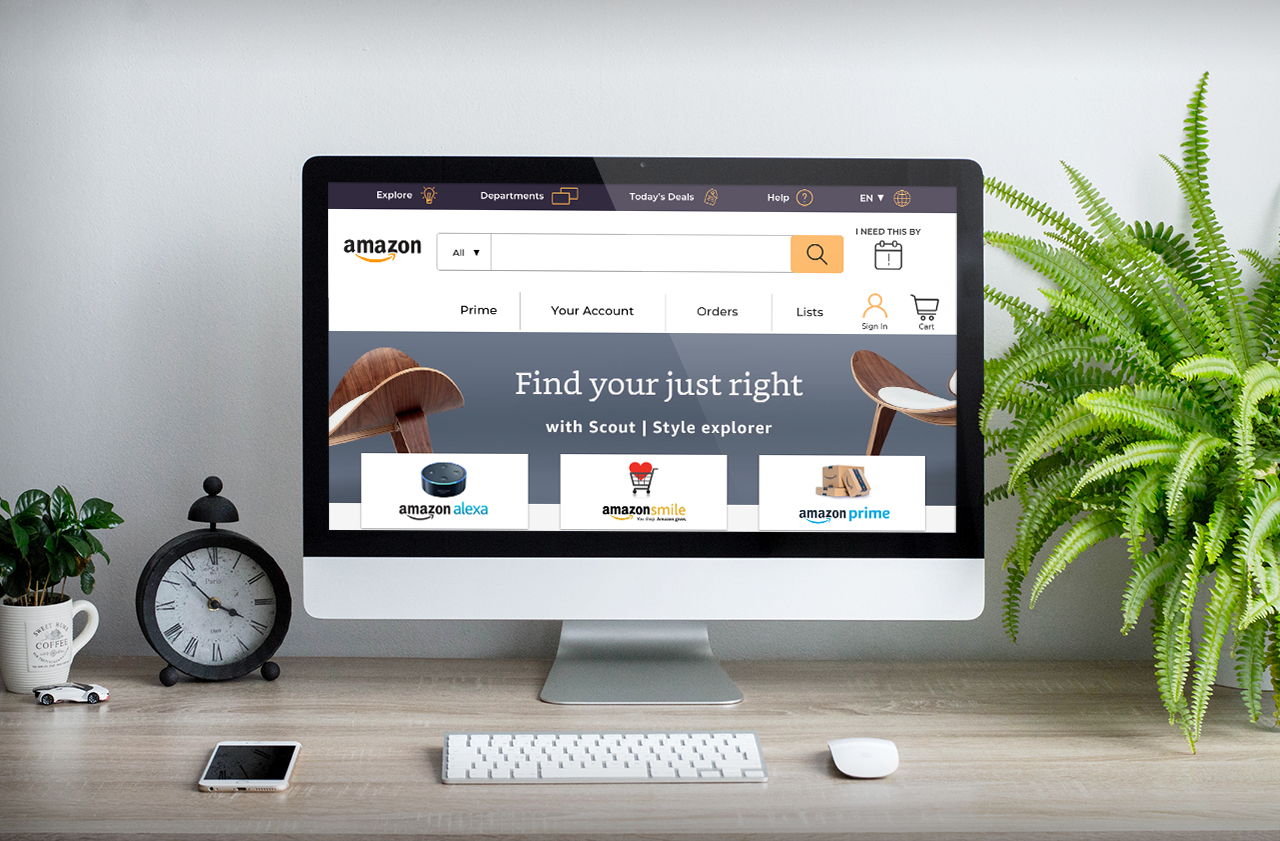 Explore
Departments
Today's Deals
Help
?
EN ▼
amazon
All ▼
I NEED THIS BY
!
Prime
Your Account
Orders
Lists
Sign In
Cart
Find your just right
with Scout | Style explorer
amazon alexa
amazonsmile
You shop. Amazon gives.
amazon prime
Paris
SWEET HOME
COFFEE